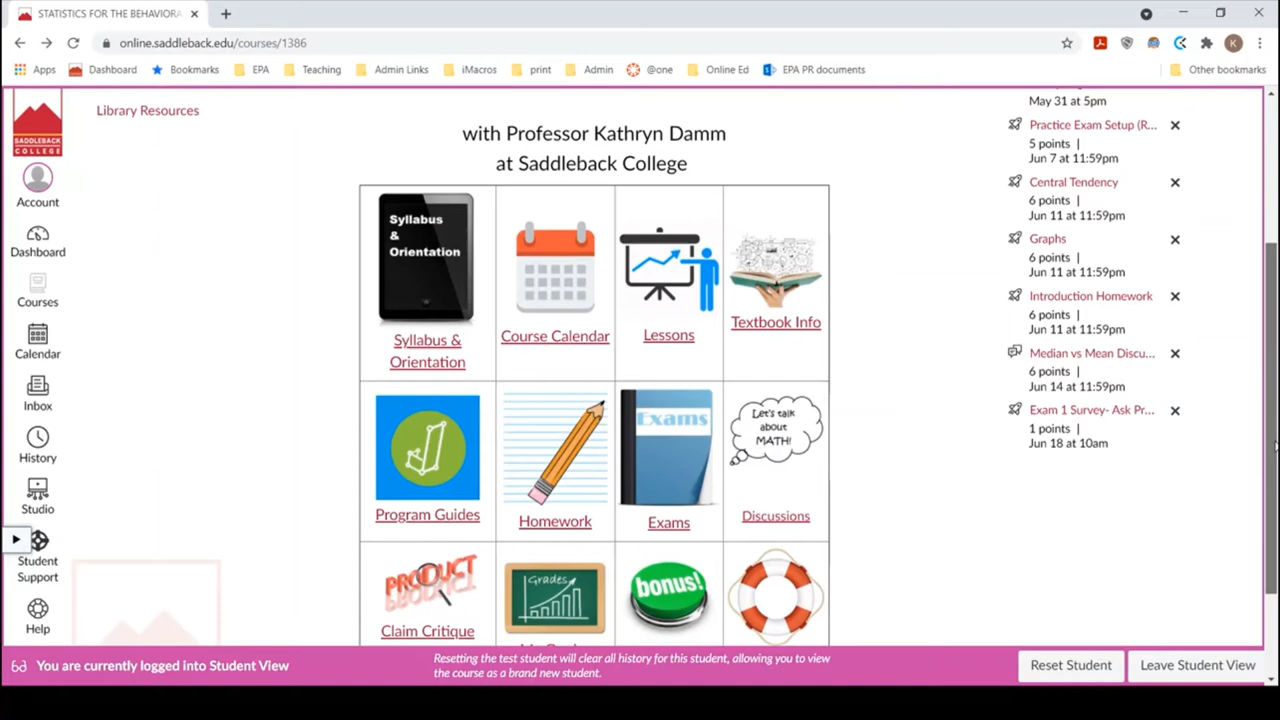 STATISTICS FOR THE BEHAVIORA
online.saddleback.edu/courses/1386
K
Apps
Dashboard
Bookmarks
EPA
Teaching
Admin Links
iMacros
print
Admin
@one
Online Ed
EPA PR documents
Other bookmarks
SADDLEBACK
COLLEGE
Account
Dashboard
Courses
Calendar
Inbox
History
Studio
Student
Support
Help
Library Resources
with Professor Kathryn Damm
at Saddleback College
Syllabus
&
Orientation
Syllabus &
Orientation
Course Calendar
Lessons
Textbook Info
Program Guides
Homework
Exams
Exams
Let's talk
about
MATH!
Discussions
PRODUCT
Claim Critique
Grades
bonus!
May 31 at 5pm
Practice Exam Setup (R...
5 points |
Jun 7 at 11:59pm
Central Tendency
6 points |
Jun 11 at 11:59pm
Graphs
6 points |
Jun 11 at 11:59pm
Introduction Homework
6 points |
Jun 11 at 11:59pm
Median vs Mean Discu...
6 points |
Jun 14 at 11:59pm
Exam 1 Survey- Ask Pr...
1 points |
Jun 18 at 10am
You are currently logged into Student View
Resetting the test student will clear all history for this student, allowing you to view
the course as a brand new student.
Reset Student
Leave Student View